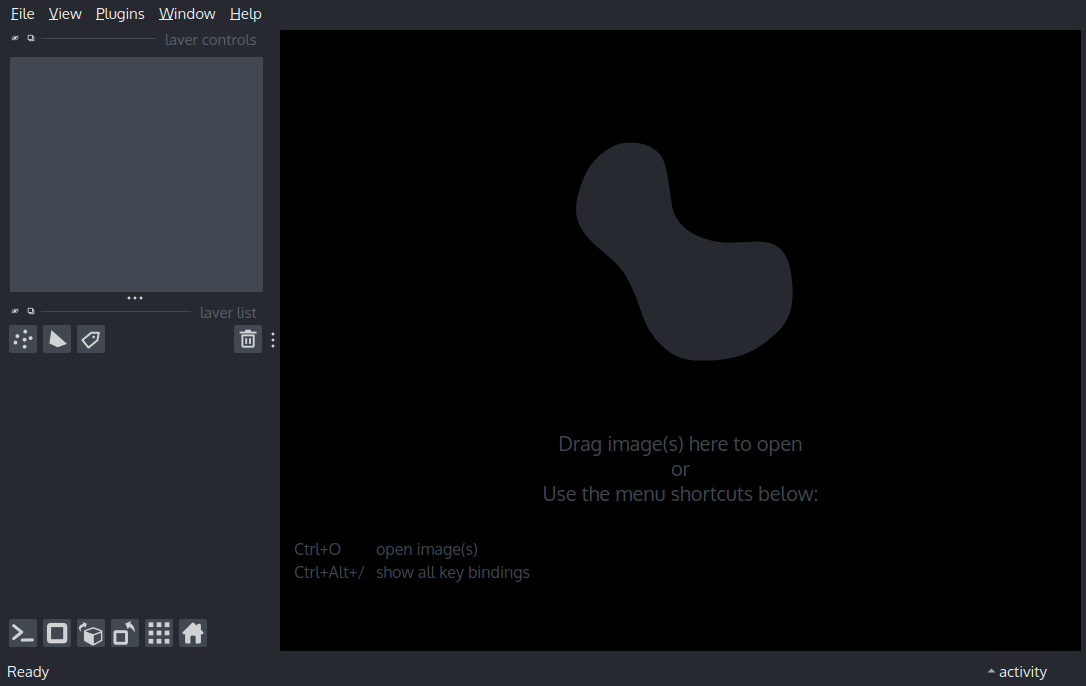 File View Plugins Window Help
layer controls
layer list
Drag image(s) here to open
or
Use the menu shortcuts below:
Ctrl+O open image(s)
Ctrl+Alt+/ show all key bindings
Ready
activity